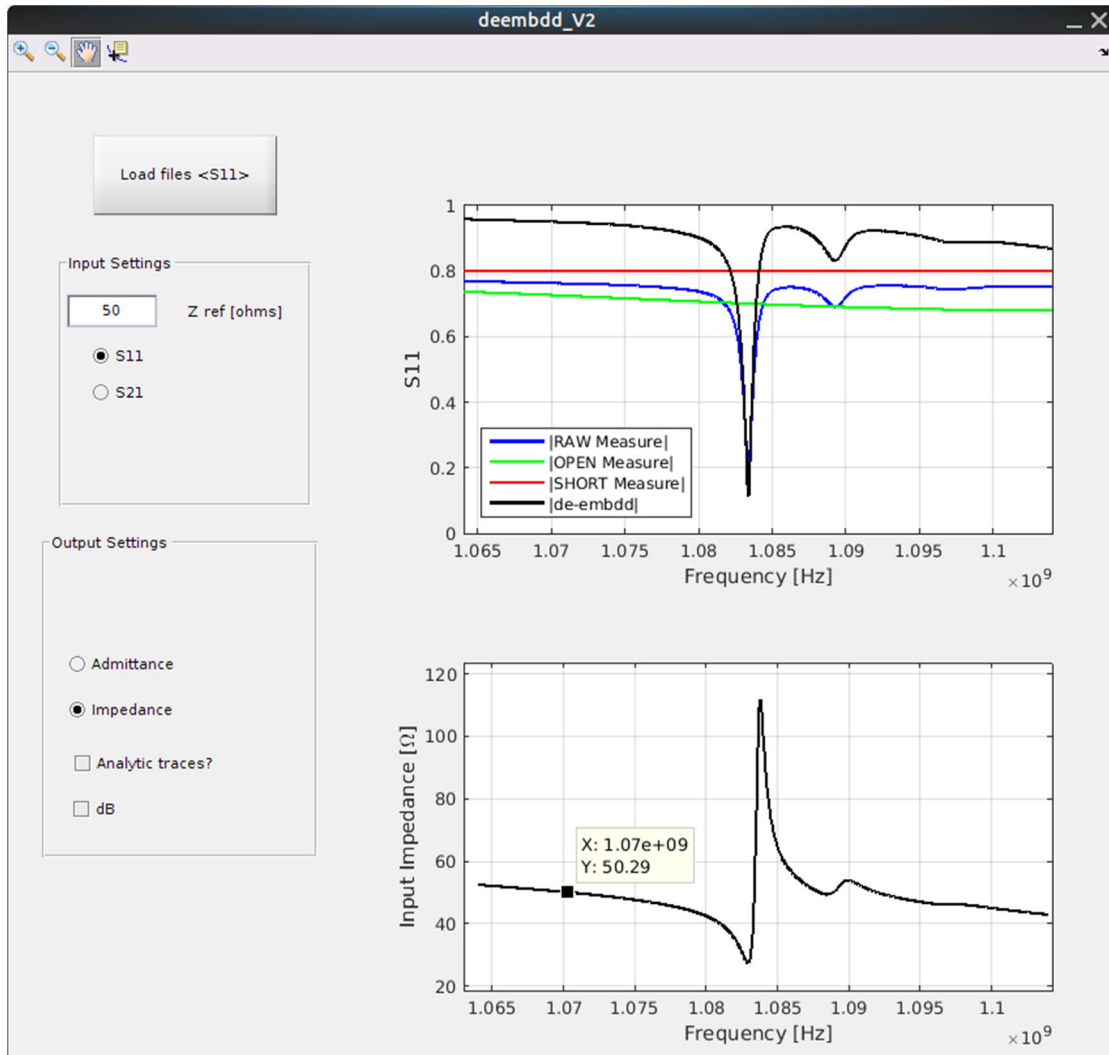 deembdd_V2
Load files <S11>
Input Settings
50 Z ref [ohms]
S11
S21
Output Settings
Admittance
Impedance
Analytic traces?
dB
1
0.8
0.6
0.4
0.2
0
S11
|RAW Measure|
|OPEN Measure|
|SHORT Measure|
|de-embdd|
1.065 1.07 1.075 1.08 1.085 1.09 1.095 1.1
Frequency [Hz] ×10^9
120
100
80
60
40
20
Input Impedance [Ω]
X: 1.07e+09
Y: 50.29
1.065 1.07 1.075 1.08 1.085 1.09 1.095 1.1
Frequency [Hz] ×10^9